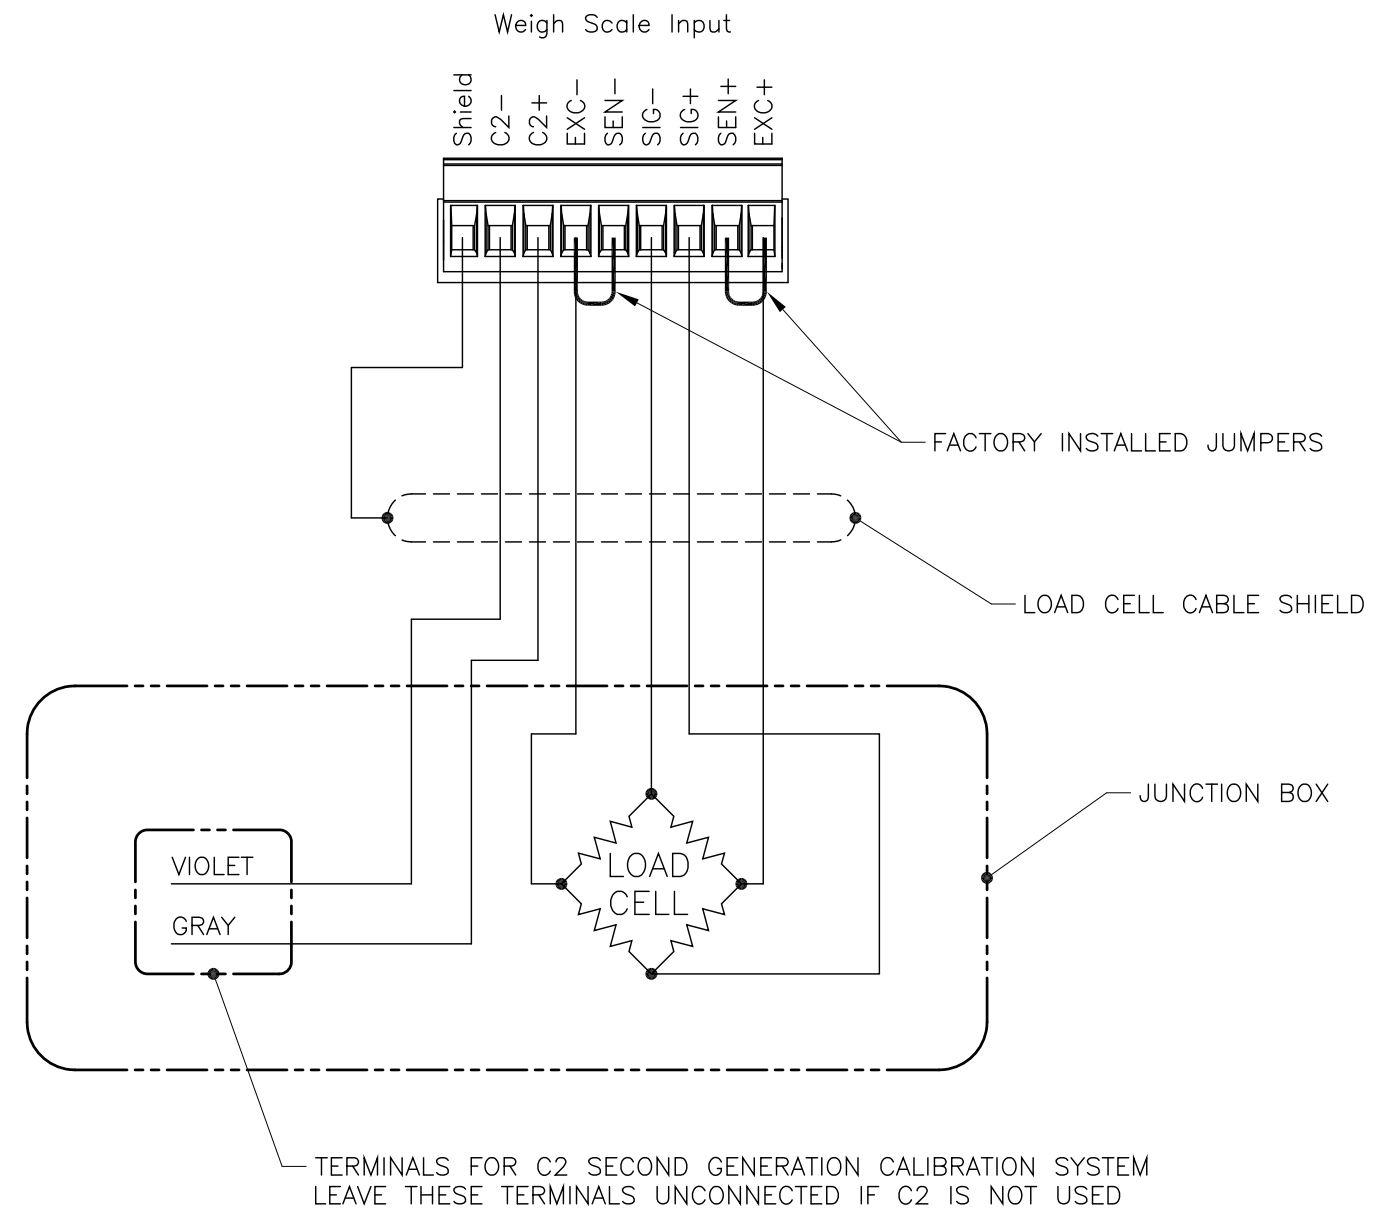 Weigh Scale Input
Shield
C2-
C2+
EXC-
SEN-
SIG-
SIG+
SEN+
EXC+
FACTORY INSTALLED JUMPERS
LOAD CELL CABLE SHIELD
JUNCTION BOX
VIOLET
GRAY
LOAD
CELL
TERMINALS FOR C2 SECOND GENERATION CALIBRATION SYSTEM
LEAVE THESE TERMINALS UNCONNECTED IF C2 IS NOT USED